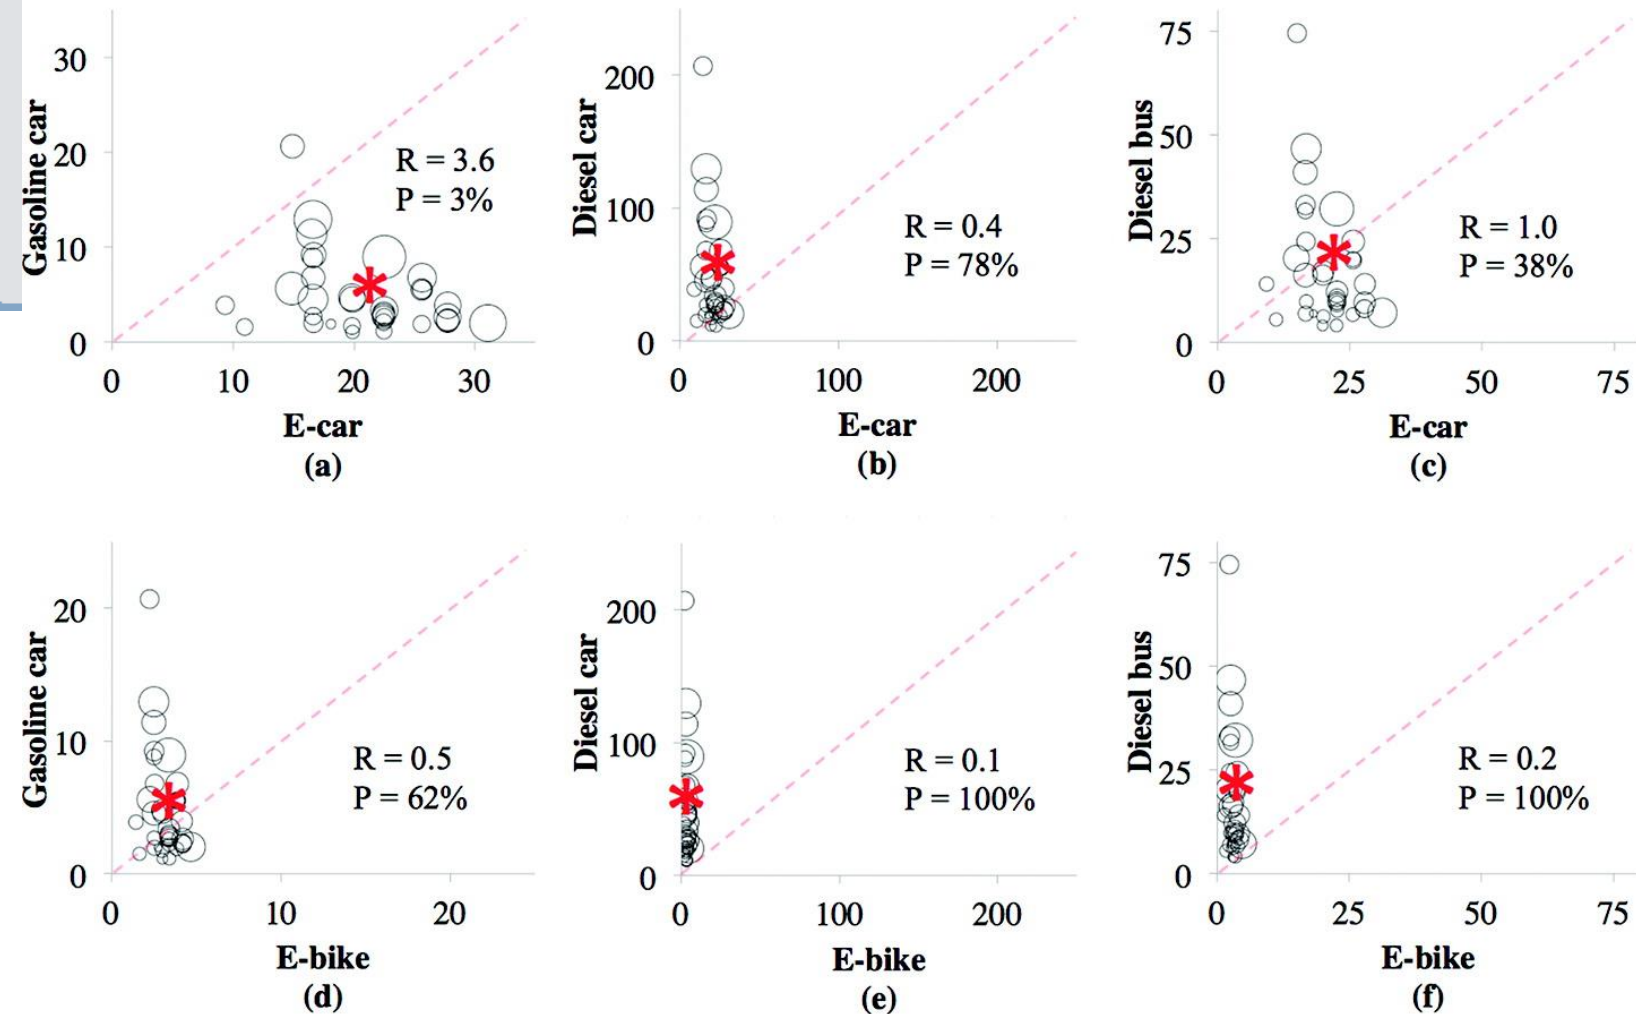 Gasoline car
30
20
10
0
R = 3.6
P = 3%
0 10 20 30
E-car
(a)
Diesel car
200
100
0
R = 0.4
P = 78%
0 100 200
E-car
(b)
Diesel bus
75
50
25
0
R = 1.0
P = 38%
0 25 50 75
E-car
(c)
Gasoline car
20
10
0
R = 0.5
P = 62%
0 10 20
E-bike
(d)
Diesel car
200
100
0
R = 0.1
P = 100%
0 100 200
E-bike
(e)
Diesel bus
75
50
25
0
R = 0.2
P = 100%
0 25 50 75
E-bike
(f)